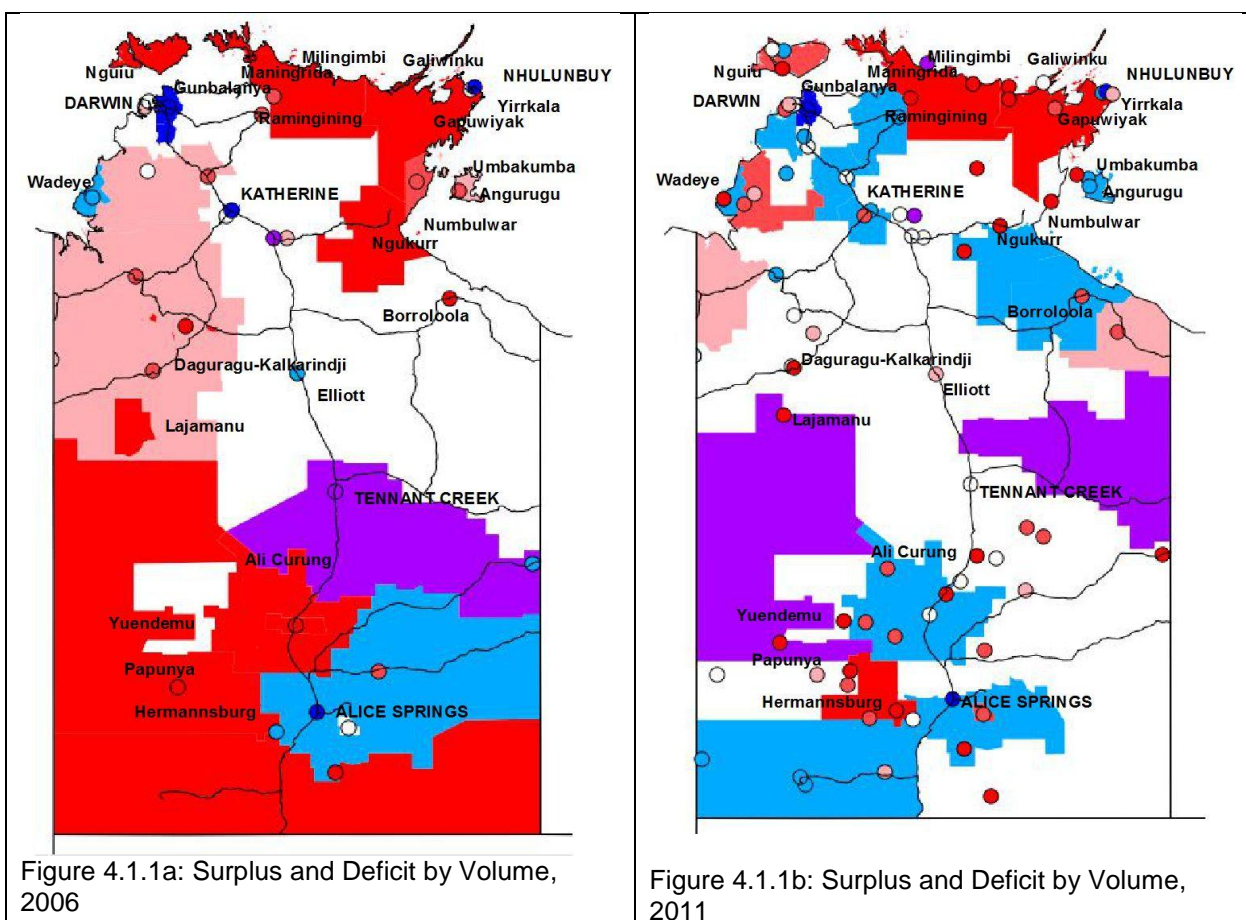 Milingimbi
Galiwinku
Nguiu
Maningrida
NHULUNBUY
Gunbalanya
DARWIN
Yirrkala
Gapuwiyak
Ramingining
Umbakumba
Wadeye
Angurugu
KATHERINE
Numbulwar
Ngukurr
Borroloola
Daguragu-Kalkarindji
Elliott
Lajamanu
TENNANT CREEK
Ali Curung
Yuendemu
Papunya
Hermannsburg
ALICE SPRINGS
Figure 4.1.1a: Surplus and Deficit by Volume,
2006
Milingimbi
Galiwinku
Nguiu
Maningrida
NHULUNBUY
Gunbalanya
DARWIN
Yirrkala
Gapuwiyak
Ramingining
Umbakumba
Wadeye
Angurugu
KATHERINE
Numbulwar
Ngukurr
Borroloola
Daguragu-Kalkarindji
Elliott
Lajamanu
TENNANT CREEK
Ali Curung
Yuendemu
Papunya
Hermannsburg
ALICE SPRINGS
Figure 4.1.1b: Surplus and Deficit by Volume,
2011